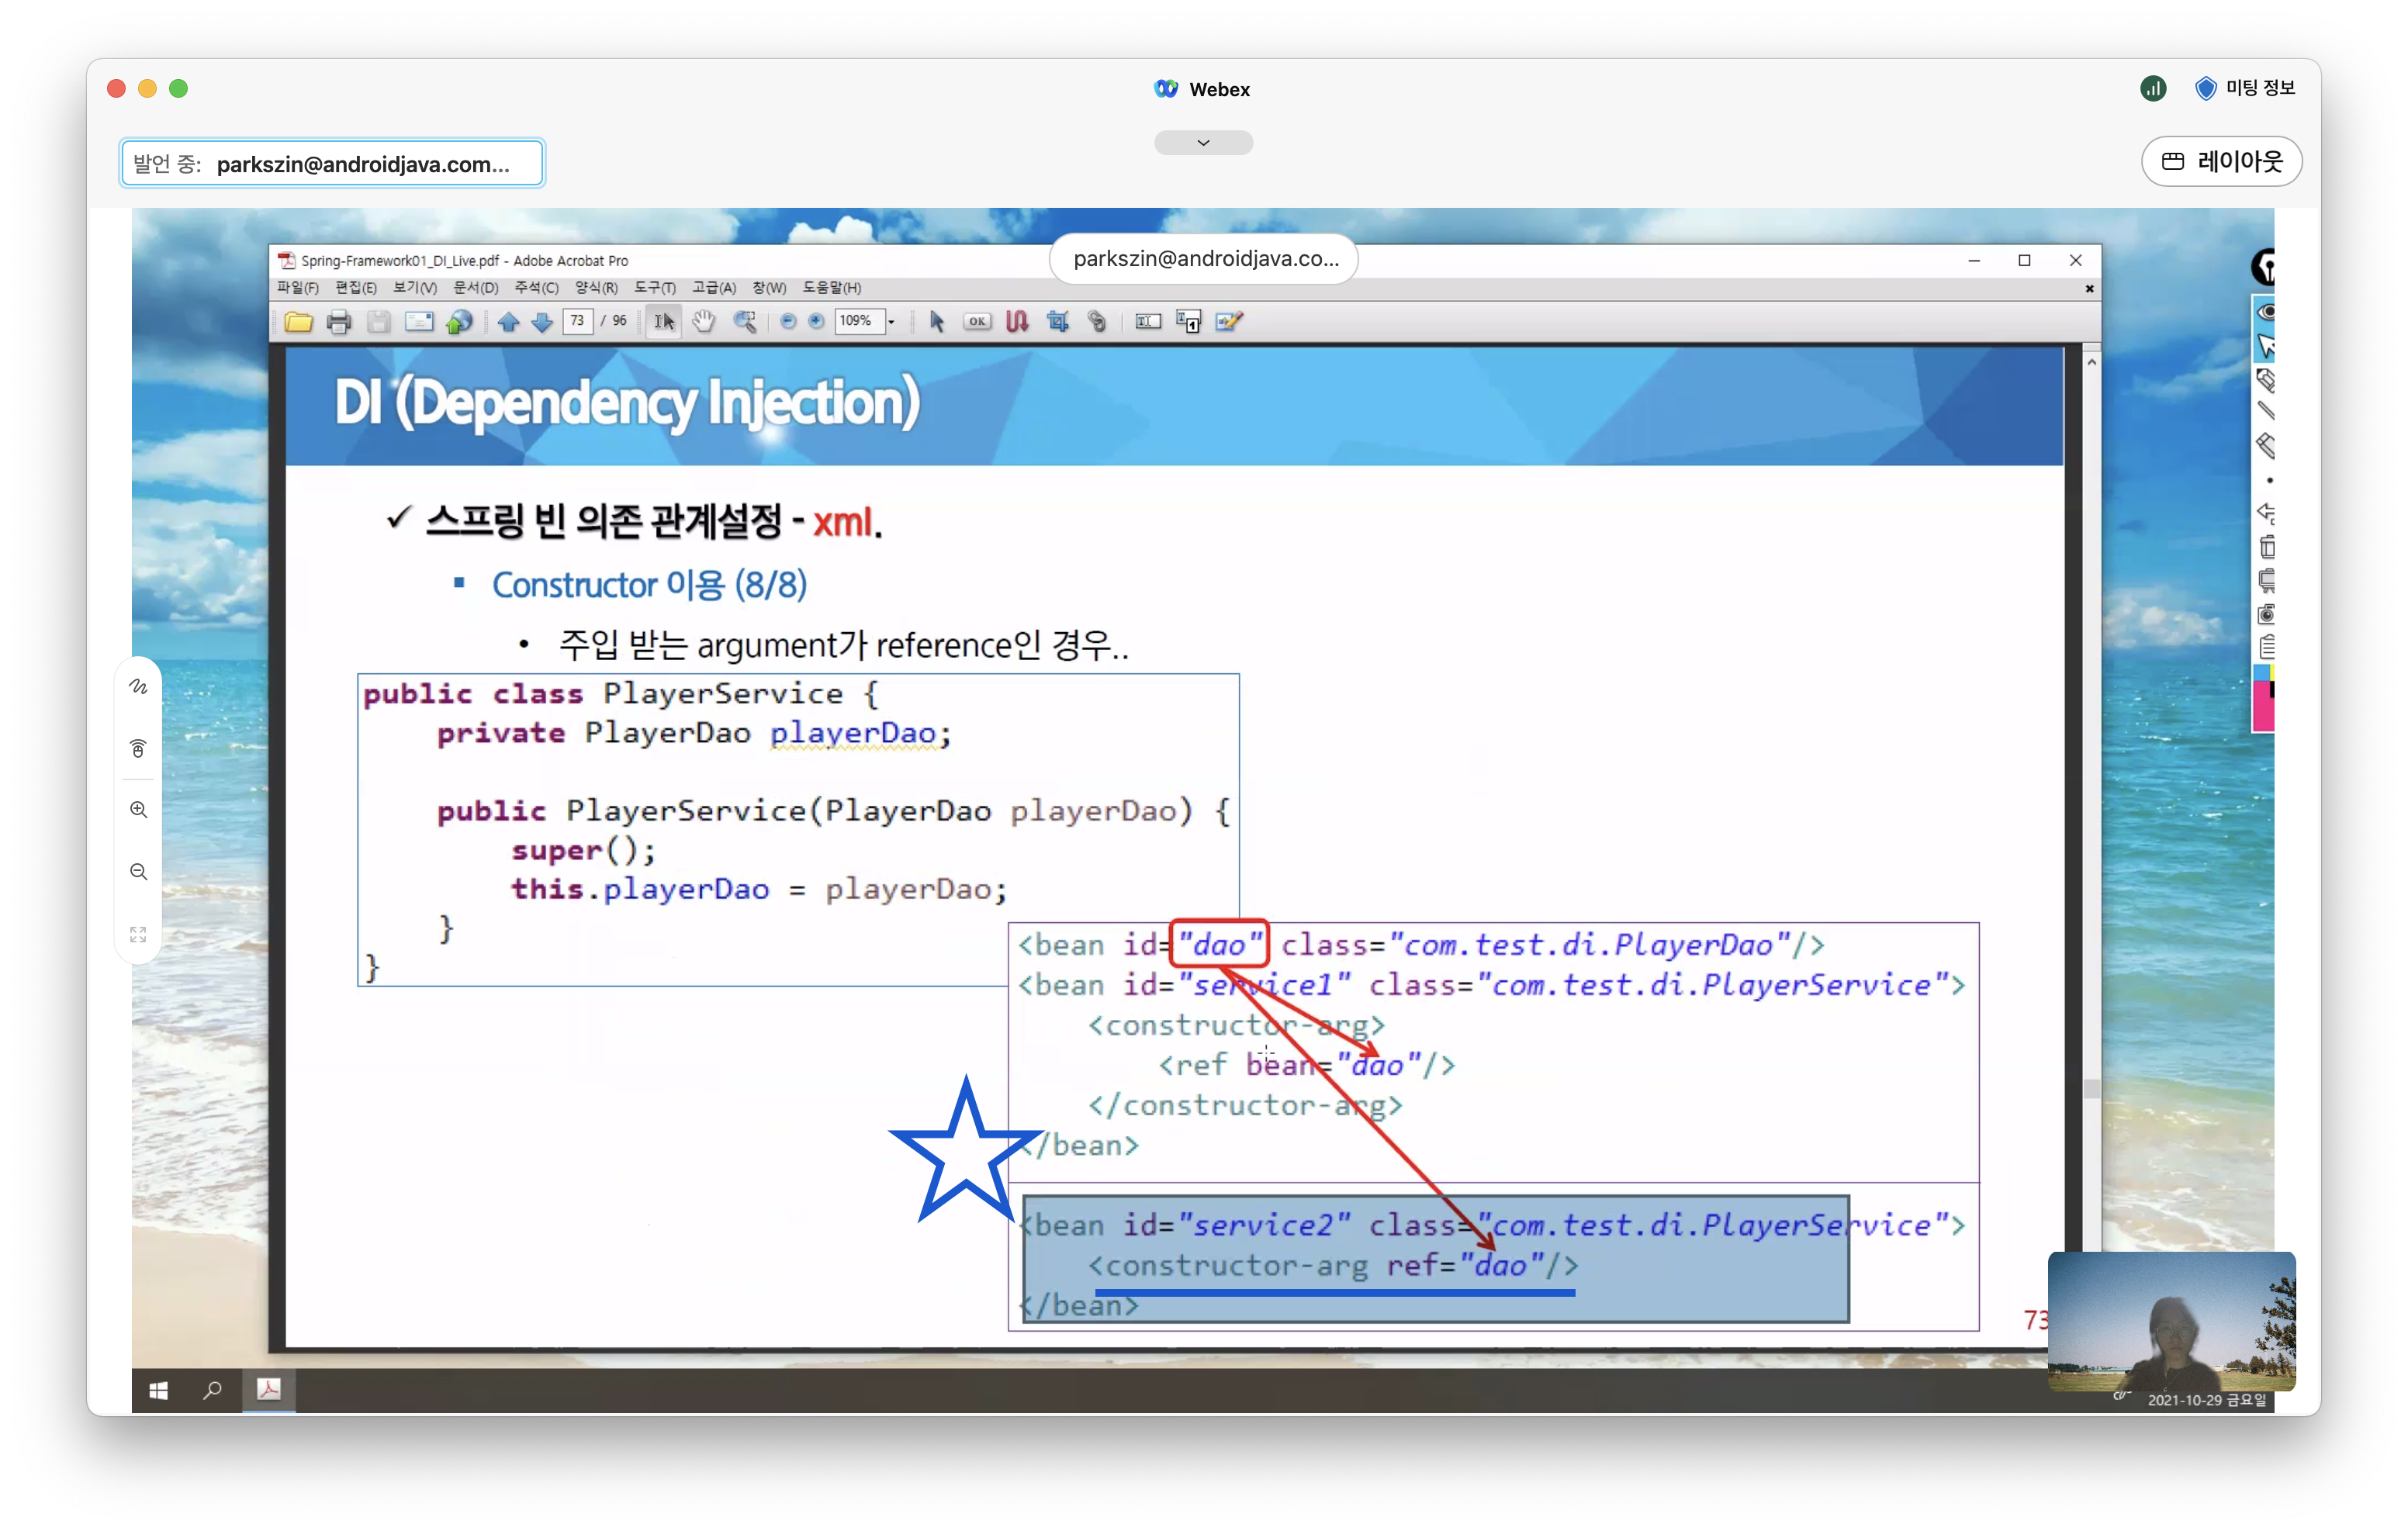 Webex
미팅 정보
발언 중: parkszin@androidjava.com...
레이아웃
Spring-Framework01_DI_Live.pdf - Adobe Acrobat Pro
parkszin@androidjava.co...
파일(F) 편집(E) 보기(V) 문서(D) 주석(C) 양식(R) 도구(T) 고급(A) 창(W) 도움말(H)
73 / 96 109% OK
DI (Dependency Injection)
✓ 스프링 빈 의존 관계설정 - xml.
▪ Constructor 이용 (8/8)
• 주입 받는 argument가 reference인 경우..
public class PlayerService {
private PlayerDao playerDao;
public PlayerService(PlayerDao playerDao) {
super();
this.playerDao = playerDao;
}
}
<bean id="dao" class="com.test.di.PlayerDao"/>
<bean id="service1" class="com.test.di.PlayerService">
<constructor-arg>
<ref bean="dao"/>
</constructor-arg>
</bean>
<bean id="service2" class="com.test.di.PlayerService">
<constructor-arg ref="dao"/>
</bean>
73
2021-10-29 금요일